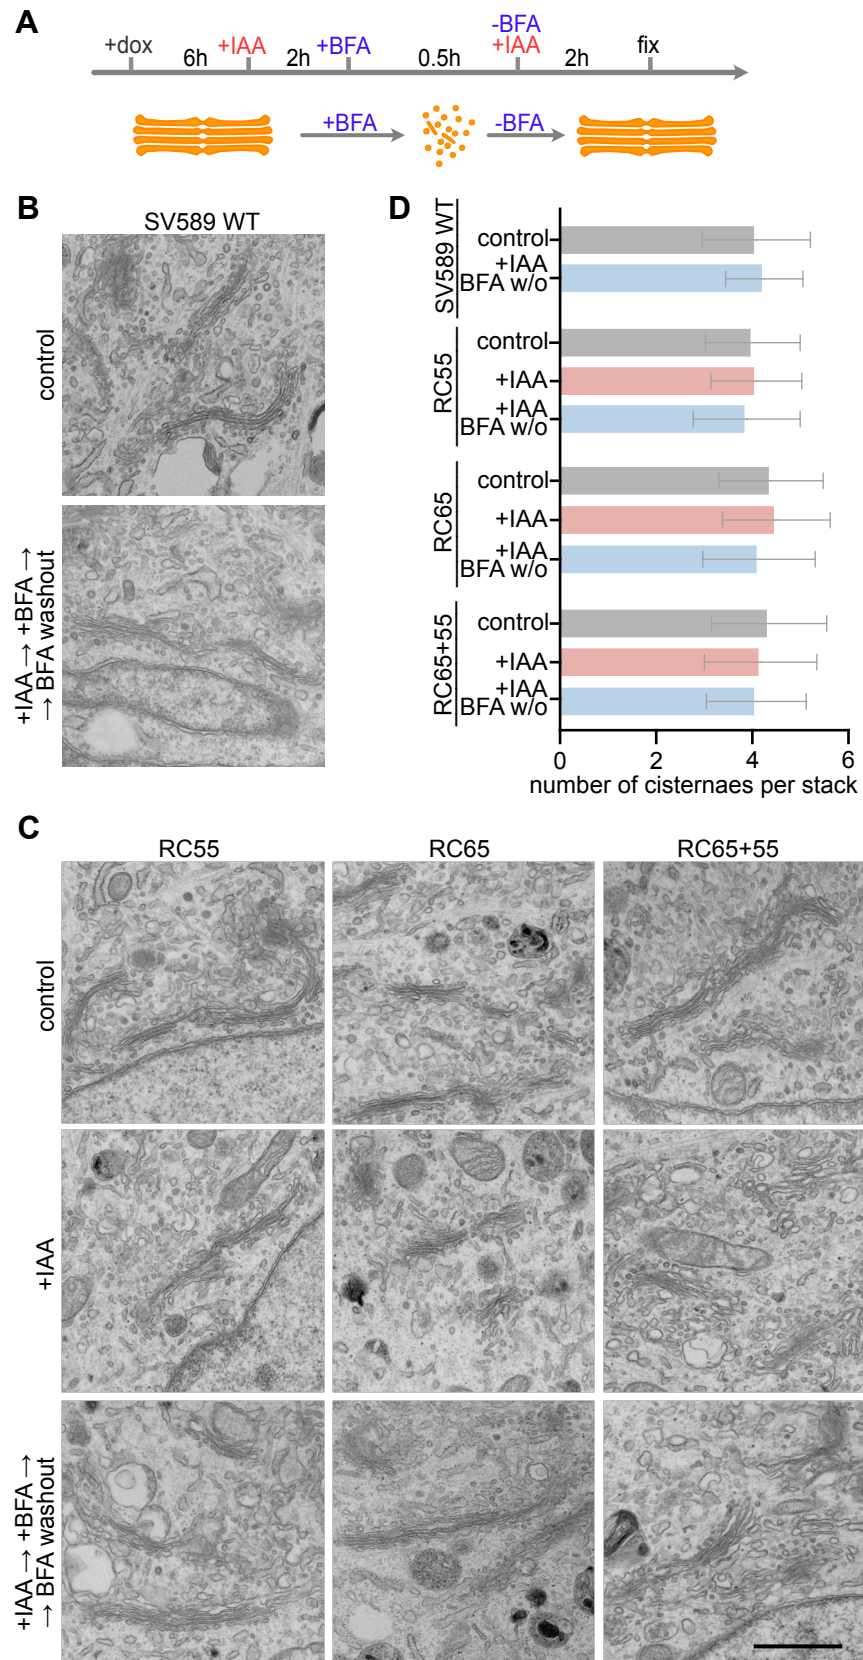 A
-BFA
+dox +IAA +BFA +IAA fix
6h 2h 0.5h 2h
+BFA -BFA
B
SV589 WT
control
+IAA → +BFA →
→ BFA washout
D
SV589 WT
control
+IAA
BFA w/o
RC55
control
+IAA
+IAA
BFA w/o
RC65
control
+IAA
+IAA
BFA w/o
RC65+55
control
+IAA
+IAA
BFA w/o
0 2 4 6
number of cisternaes per stack
C
RC55 RC65 RC65+55
control
+IAA
+IAA → +BFA →
→ BFA washout